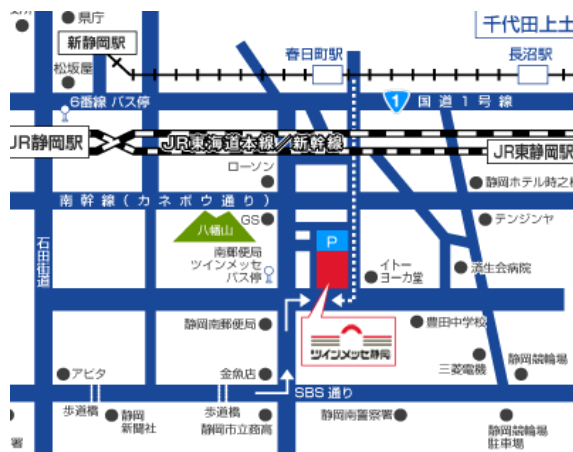 県庁
千代田上土
新静岡駅
春日町駅
長沼駅
松坂屋
6番線 バス停
1
国道1号線
JR静岡駅
JR東海道本線／新幹線
JR東静岡駅
ローソン
静岡ホテル時之
南幹線(カネボウ通り)
GS
テンジンヤ
八幡山
P
石田街道
南郵便局
ツインメッセ
バス停
イトー
ヨーカ堂
済生会病院
静岡南郵便局
豊田中学校
ツインメッセ静岡
三菱電機
静岡競輪場
アピタ
金魚店
SBS通り
歩道橋
静岡
新聞社
歩道橋
静岡市立商高
静岡南警察署
静岡競輪場
駐車場
署